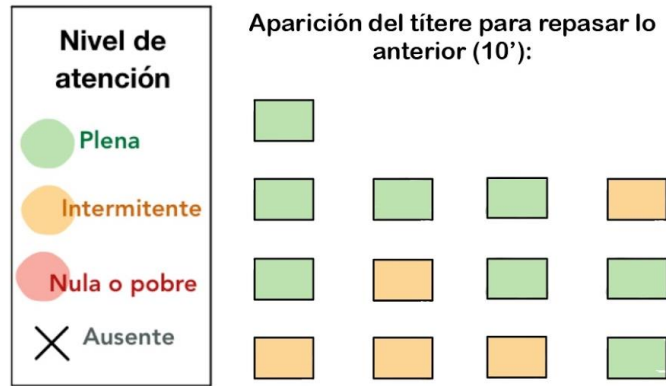 Nivel de
atención
Plena
Intermitente
Nula o pobre
Ausente
Aparición del títere para repasar lo
anterior (10’):